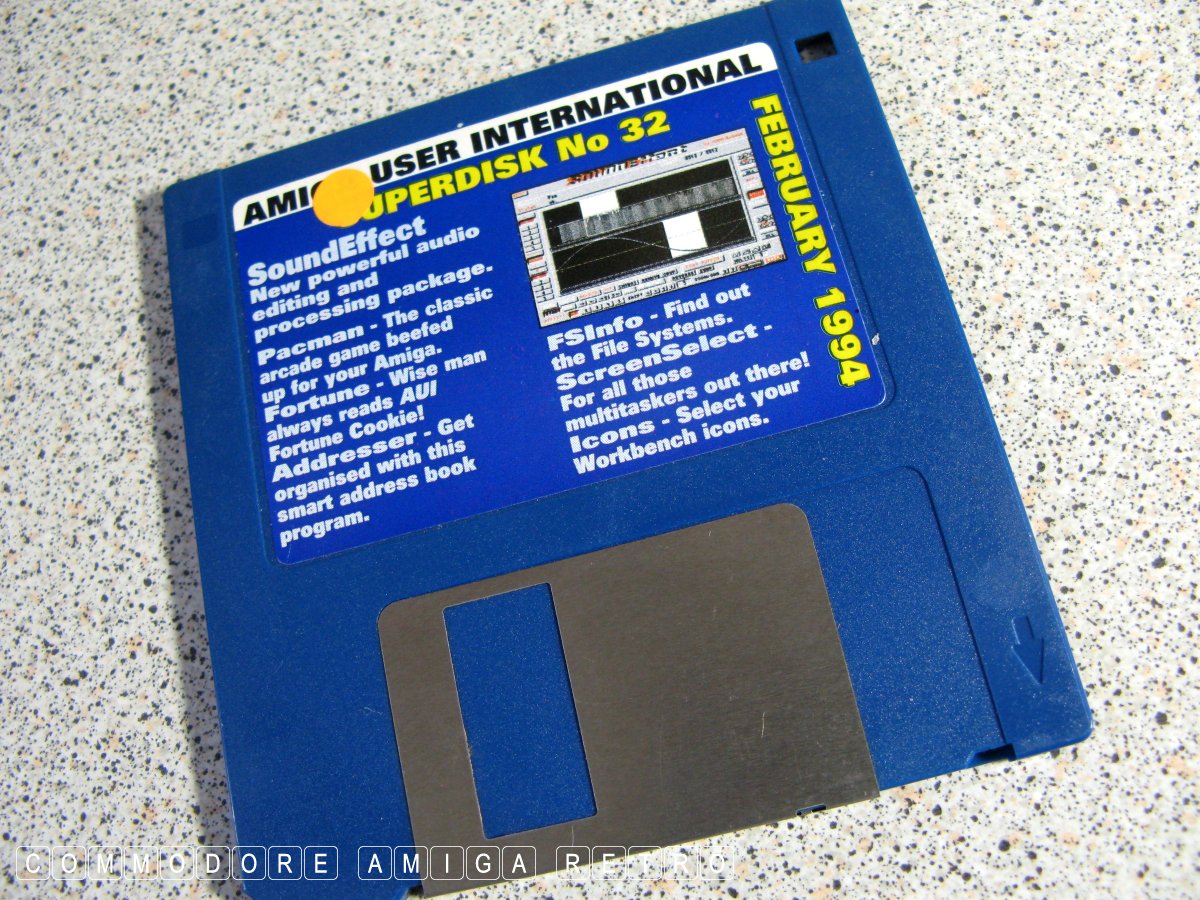 AMIGA USER INTERNATIONAL
SUPERDISK No 32
FEBRUARY 1994
SoundEffect
New powerful audio
editing and
processing package.
Pacman - The classic
arcade game beefed
up for your Amiga.
Fortune - Wise man
always reads AUI
Fortune Cookie!
Addresser - Get
organised with this
smart address book
program.
FSInfo - Find out
the File Systems.
ScreenSelect -
For all those
multitaskers out there!
Icons - Select your
Workbench icons.
COMMODORE AMIGA RETRO